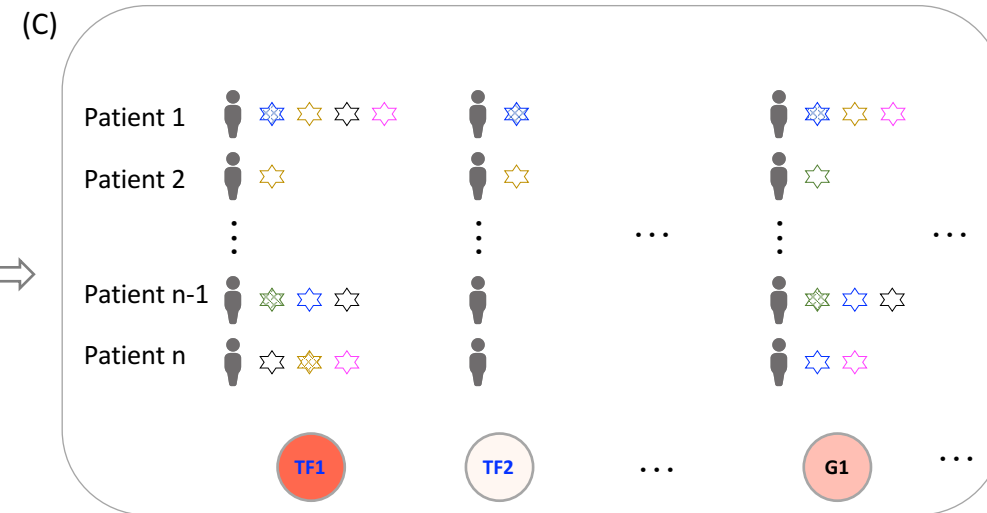 (C)
Patient 1
Patient 2
⋮ ⋮ ... ⋮ ...
Patient n-1
Patient n
TF1 TF2 ... G1 ...